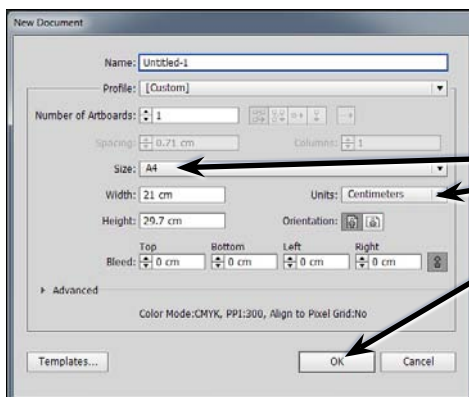 New Document
Name: Untitled-1
Profile: [Custom]
Number of Artboards: 1
Spacing: 0.71 cm Columns: 1
Size: A4
Width: 21 cm Units: Centimeters
Height: 29.7 cm Orientation:
Top Bottom Left Right
Bleed: 0 cm 0 cm 0 cm 0 cm
Advanced
Color Mode:CMYK, PPI:300, Align to Pixel Grid:No
Templates... OK Cancel